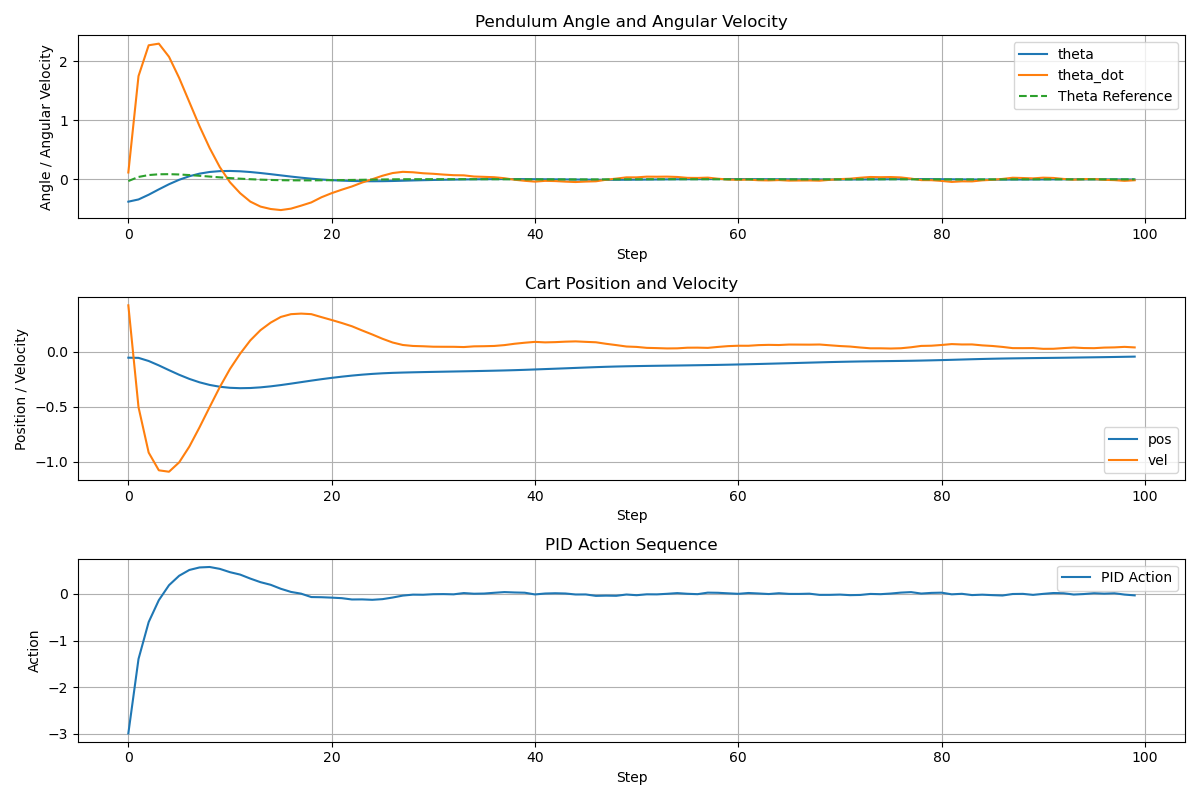 Pendulum Angle and Angular Velocity
Angle / Angular Velocity
2
1
0
theta
theta_dot
Theta Reference
0 20 40 60 80 100
Step
Cart Position and Velocity
Position / Velocity
0.0
−0.5
−1.0
pos
vel
0 20 40 60 80 100
Step
PID Action Sequence
Action
0
−1
−2
−3
PID Action
0 20 40 60 80 100
Step